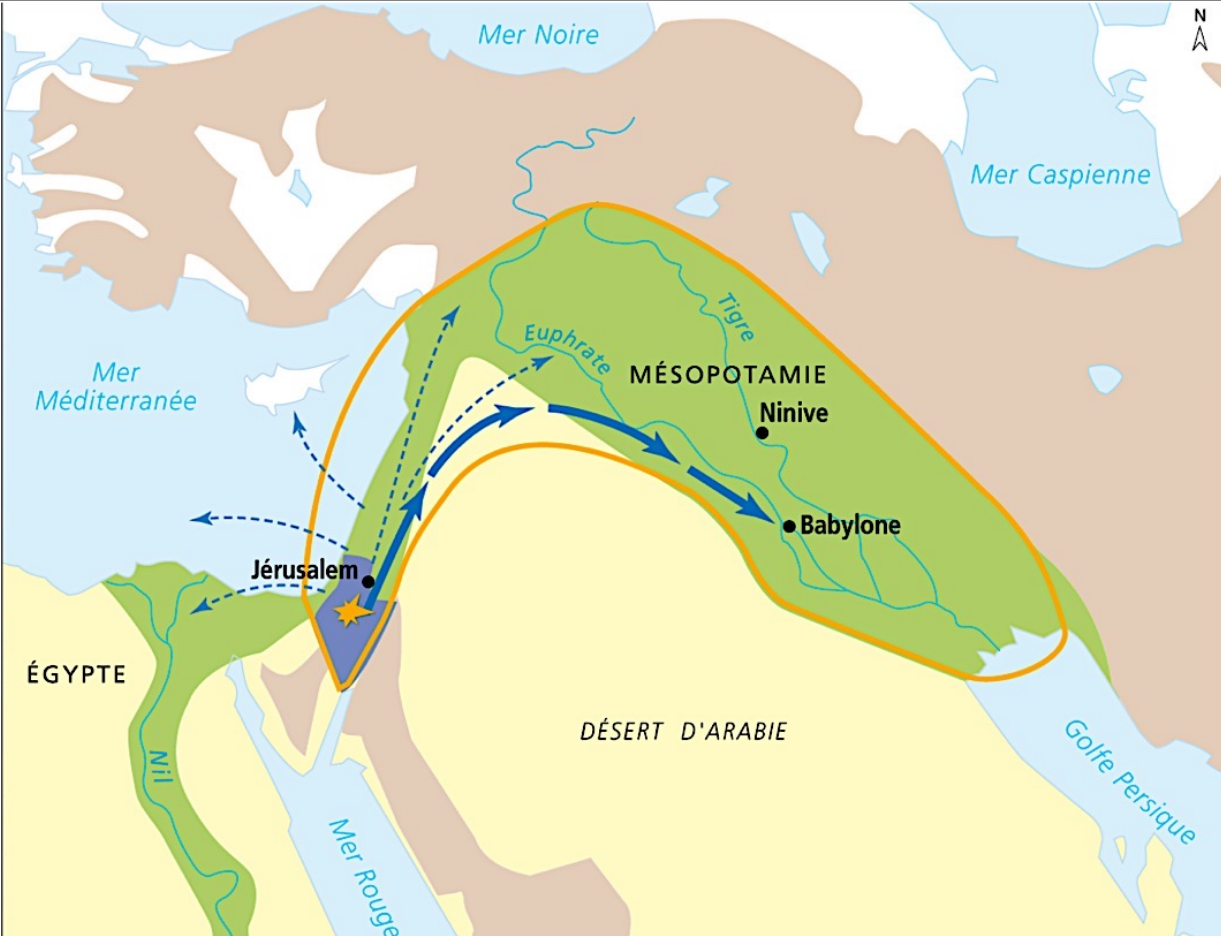 N
Mer Noire
Mer Caspienne
Tigre
Euphrate
Mer
Méditerranée
MÉSOPOTAMIE
Ninive
Babylone
Jérusalem
ÉGYPTE
DÉSERT D'ARABIE
Nil
Golfe Persique
Mer Rouge